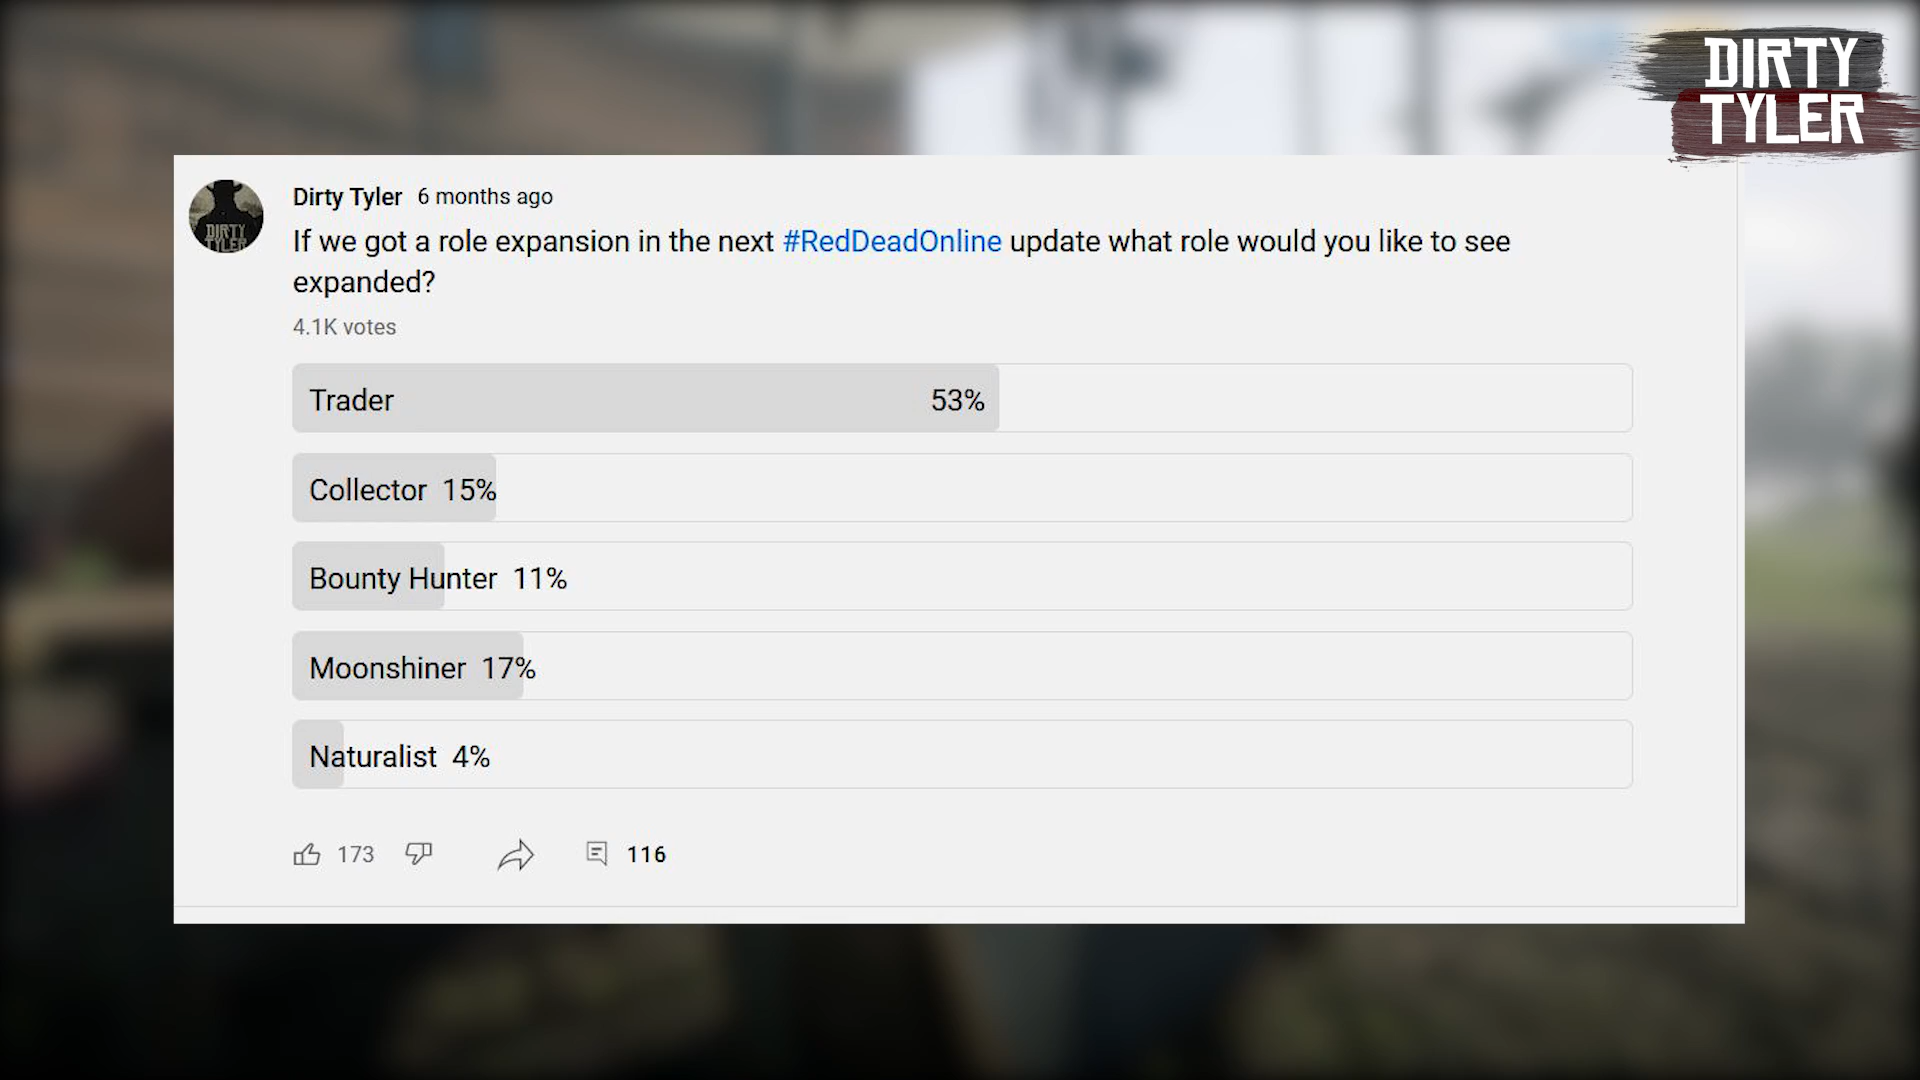 DIRTY
TYLER
Dirty Tyler 6 months ago
If we got a role expansion in the next #RedDeadOnline update what role would you like to see
expanded?
4.1K votes
Trader 53%
Collector 15%
Bounty Hunter 11%
Moonshiner 17%
Naturalist 4%
173 116
DIRTY
TYLER